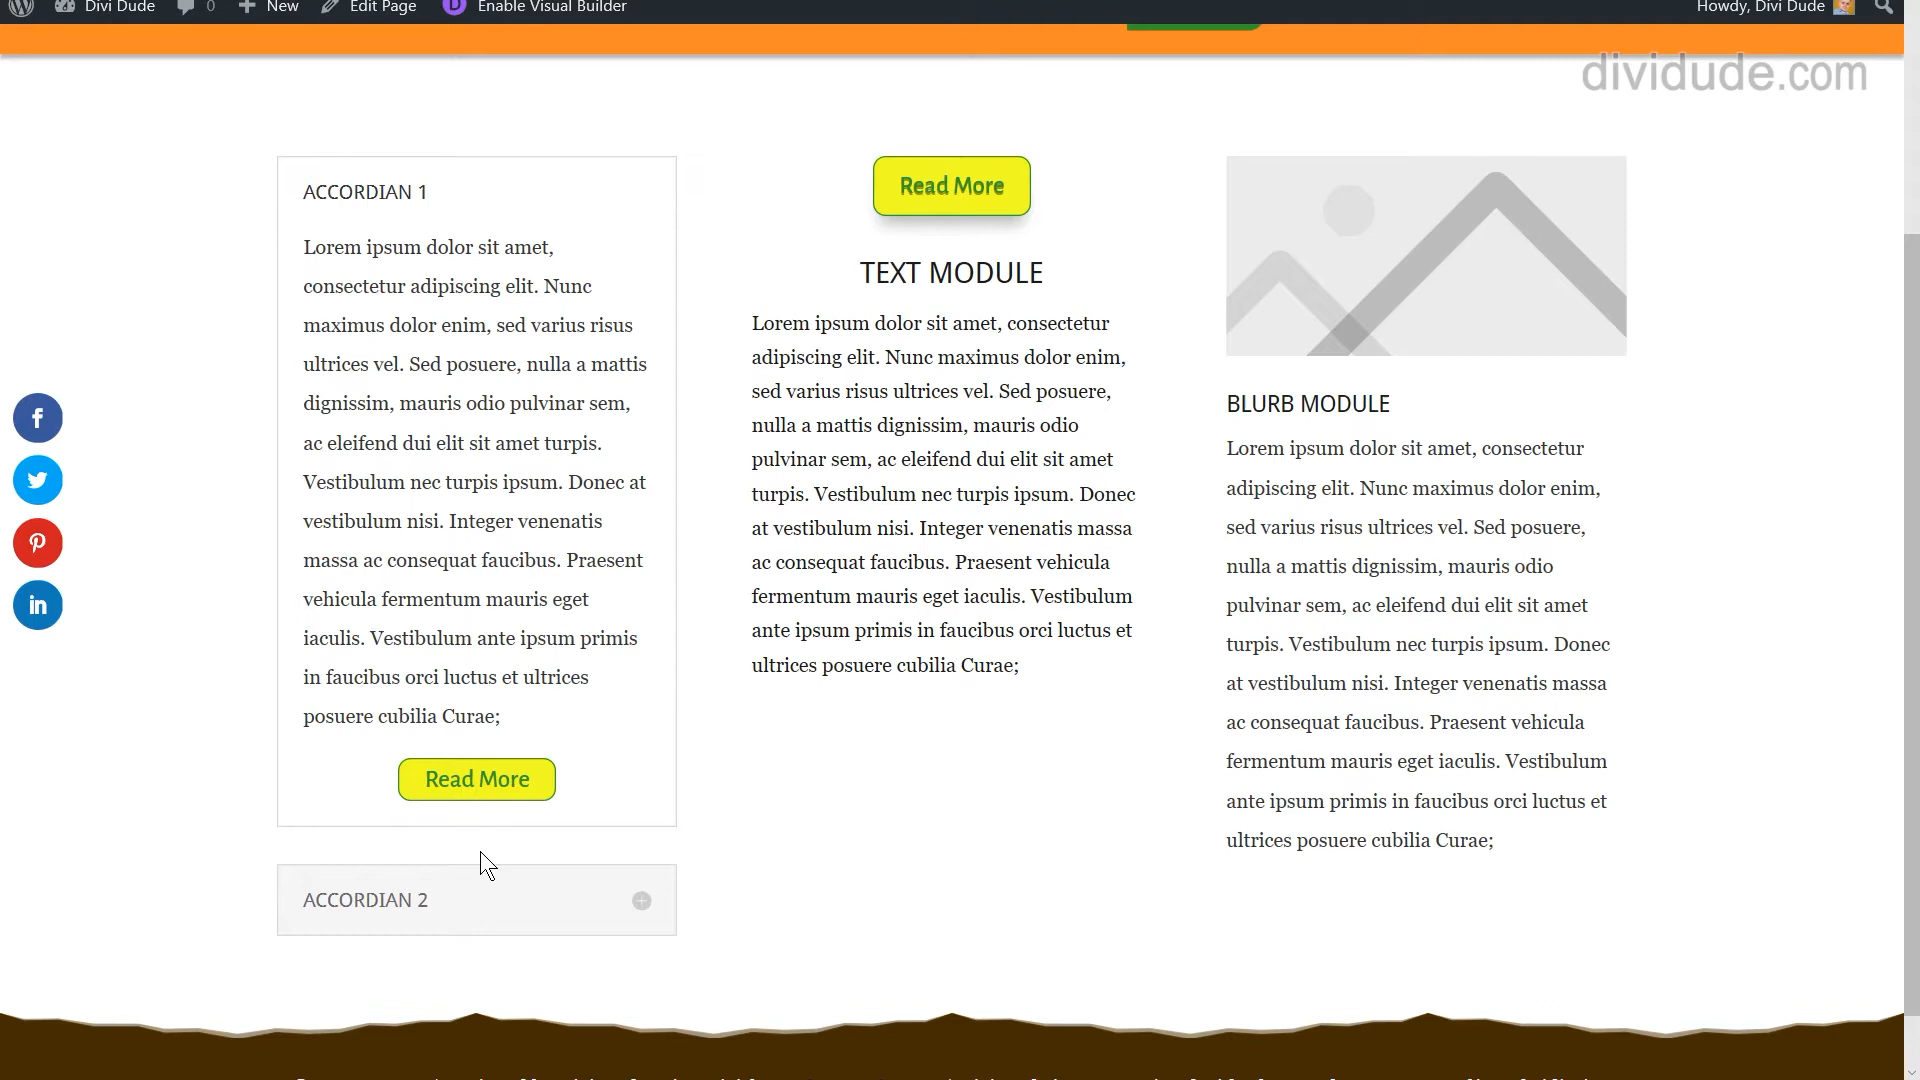 Divi Dude 0 New Edit Page D Enable Visual Builder Howdy, Divi Dude
dividude.com
ACCORDIAN 1
Lorem ipsum dolor sit amet,
consectetur adipiscing elit. Nunc
maximus dolor enim, sed varius risus
ultrices vel. Sed posuere, nulla a mattis
dignissim, mauris odio pulvinar sem,
ac eleifend dui elit sit amet turpis.
Vestibulum nec turpis ipsum. Donec at
vestibulum nisi. Integer venenatis
massa ac consequat faucibus. Praesent
vehicula fermentum mauris eget
iaculis. Vestibulum ante ipsum primis
in faucibus orci luctus et ultrices
posuere cubilia Curae;
Read More
ACCORDIAN 2
Read More
TEXT MODULE
Lorem ipsum dolor sit amet, consectetur
adipiscing elit. Nunc maximus dolor enim,
sed varius risus ultrices vel. Sed posuere,
nulla a mattis dignissim, mauris odio
pulvinar sem, ac eleifend dui elit sit amet
turpis. Vestibulum nec turpis ipsum. Donec
at vestibulum nisi. Integer venenatis massa
ac consequat faucibus. Praesent vehicula
fermentum mauris eget iaculis. Vestibulum
ante ipsum primis in faucibus orci luctus et
ultrices posuere cubilia Curae;
BLURB MODULE
Lorem ipsum dolor sit amet, consectetur
adipiscing elit. Nunc maximus dolor enim,
sed varius risus ultrices vel. Sed posuere,
nulla a mattis dignissim, mauris odio
pulvinar sem, ac eleifend dui elit sit amet
turpis. Vestibulum nec turpis ipsum. Donec
at vestibulum nisi. Integer venenatis massa
ac consequat faucibus. Praesent vehicula
fermentum mauris eget iaculis. Vestibulum
ante ipsum primis in faucibus orci luctus et
ultrices posuere cubilia Curae;